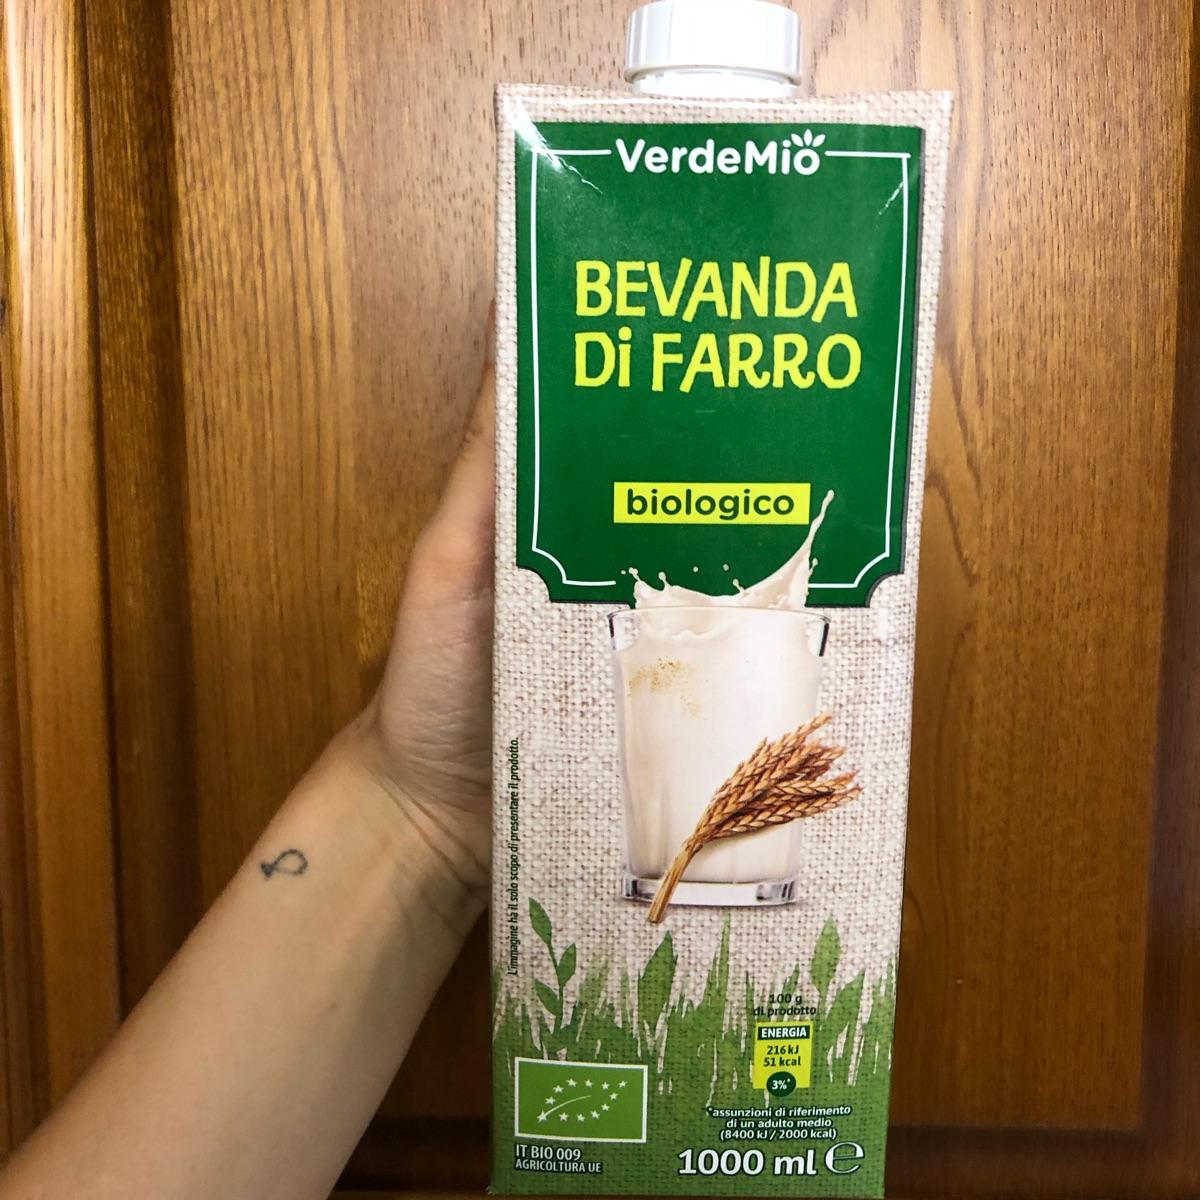 VerdeMio
BEVANDA
Di FARRO
biologico
L'immagine ha il solo scopo di presentare il prodotto.
100 g
di prodotto
ENERGIA
216 kJ
51 kcal
3%*
*assunzioni di riferimento
di un adulto medio
(8400 kJ / 2000 kcal)
IT BIO 009
AGRICOLTURA UE
1000 ml ℮